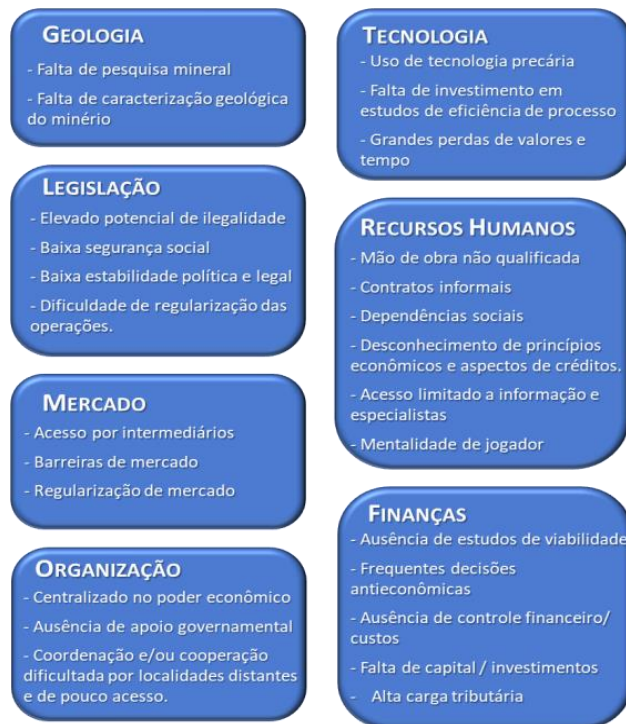 GEOLOGIA
- Falta de pesquisa mineral
- Falta de caracterização geológica
do minério
LEGISLAÇÃO
- Elevado potencial de ilegalidade
- Baixa segurança social
- Baixa estabilidade política e legal
- Dificuldade de regularização das
operações.
MERCADO
- Acesso por intermediários
- Barreiras de mercado
- Regularização de mercado
ORGANIZAÇÃO
- Centralizado no poder econômico
- Ausência de apoio governamental
- Coordenação e/ou cooperação
dificultada por localidades distantes
e de pouco acesso.
TECNOLOGIA
- Uso de tecnologia precária
- Falta de investimento em
estudos de eficiência de processo
- Grandes perdas de valores e
tempo
RECURSOS HUMANOS
- Mão de obra não qualificada
- Contratos informais
- Dependências sociais
- Desconhecimento de princípios
econômicos e aspectos de créditos.
- Acesso limitado a informação e
especialistas
- Mentalidade de jogador
FINANÇAS
- Ausência de estudos de viabilidade
- Frequentes decisões
antieconômicas
- Ausência de controle financeiro/
custos
- Falta de capital / investimentos
- Alta carga tributária